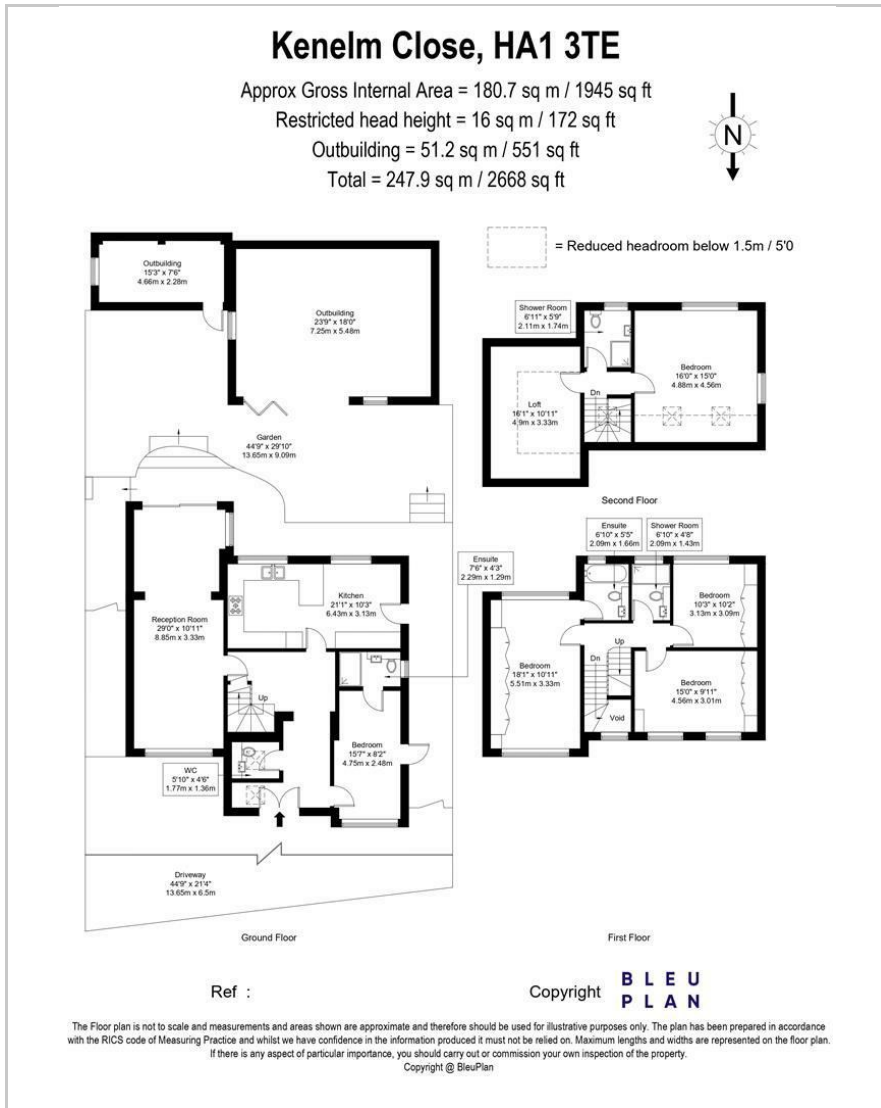 Kenelm Close, HA1 3TE
Approx Gross Internal Area = 180.7 sq m / 1945 sq ft
Restricted head height = 16 sq m / 172 sq ft
Outbuilding = 51.2 sq m / 551 sq ft
Total = 247.9 sq m / 2668 sq ft
N
= Reduced headroom below 1.5m / 5'0
Outbuilding
15'3" x 7'6"
4.66m x 2.28m
Outbuilding
23'9" x 18'0"
7.25m x 5.48m
Garden
44'9" x 29'10"
13.65m x 9.09m
Reception Room
29'0" x 10'11"
8.85m x 3.33m
Kitchen
21'1" x 10'3"
6.43m x 3.13m
Ensuite
7'6" x 4'3"
2.29m x 1.29m
Up
Bedroom
15'7" x 8'2"
4.75m x 2.48m
WC
5'10" x 4'6"
1.77m x 1.36m
Driveway
44'9" x 21'4"
13.65m x 6.5m
Ground Floor
Shower Room
6'11" x 5'9"
2.11m x 1.74m
Bedroom
16'0" x 15'0"
4.88m x 4.56m
Loft
16'1" x 10'11"
4.9m x 3.33m
Dn
Second Floor
Ensuite
6'10" x 5'5"
2.09m x 1.66m
Shower Room
6'10" x 4'8"
2.09m x 1.43m
Bedroom
10'3" x 10'2"
3.13m x 3.09m
Bedroom
18'1" x 10'11"
5.51m x 3.33m
Up
Dn
Void
Bedroom
15'0" x 9'11"
4.56m x 3.01m
First Floor
Ref :
Copyright
BLEU
PLAN
The Floor plan is not to scale and measurements and areas shown are approximate and therefore should be used for illustrative purposes only. The plan has been prepared in accordance
with the RICS code of Measuring Practice and whilst we have confidence in the information produced it must not be relied on. Maximum lengths and widths are represented on the floor plan.
If there is any aspect of particular importance, you should carry out or commission your own inspection of the property.
Copyright @ BleuPlan